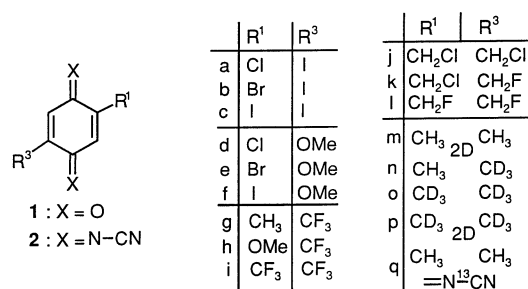 X
R¹
R³
X
1 : X = O
2 : X = N–CN
R¹ R³
a Cl I
b Br I
c I I
d Cl OMe
e Br OMe
f I OMe
g CH₃ CF₃
h OMe CF₃
i CF₃ CF₃
R¹ R³
j CH₂Cl CH₂Cl
k CH₂Cl CH₂F
l CH₂F CH₂F
m CH₃ 2D CH₃
n CH₃ CD₃
o CD₃ CD₃
p CD₃ 2D CD₃
q CH₃ CH₃
=N–¹³CN